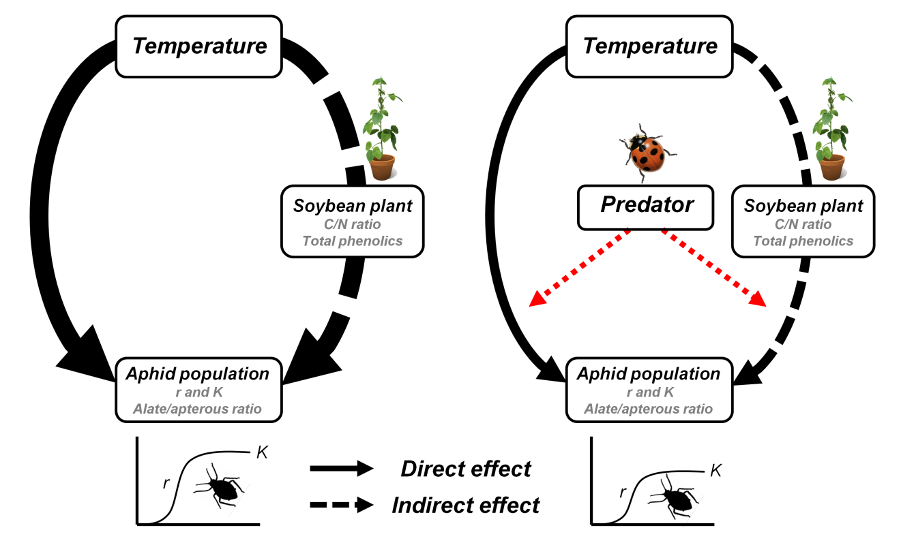 Temperature
Soybean plant
C/N ratio
Total phenolics
Aphid population
r and K
Alate/apterous ratio
K
r
Temperature
Predator
Soybean plant
C/N ratio
Total phenolics
Aphid population
r and K
Alate/apterous ratio
K
r
Direct effect
Indirect effect